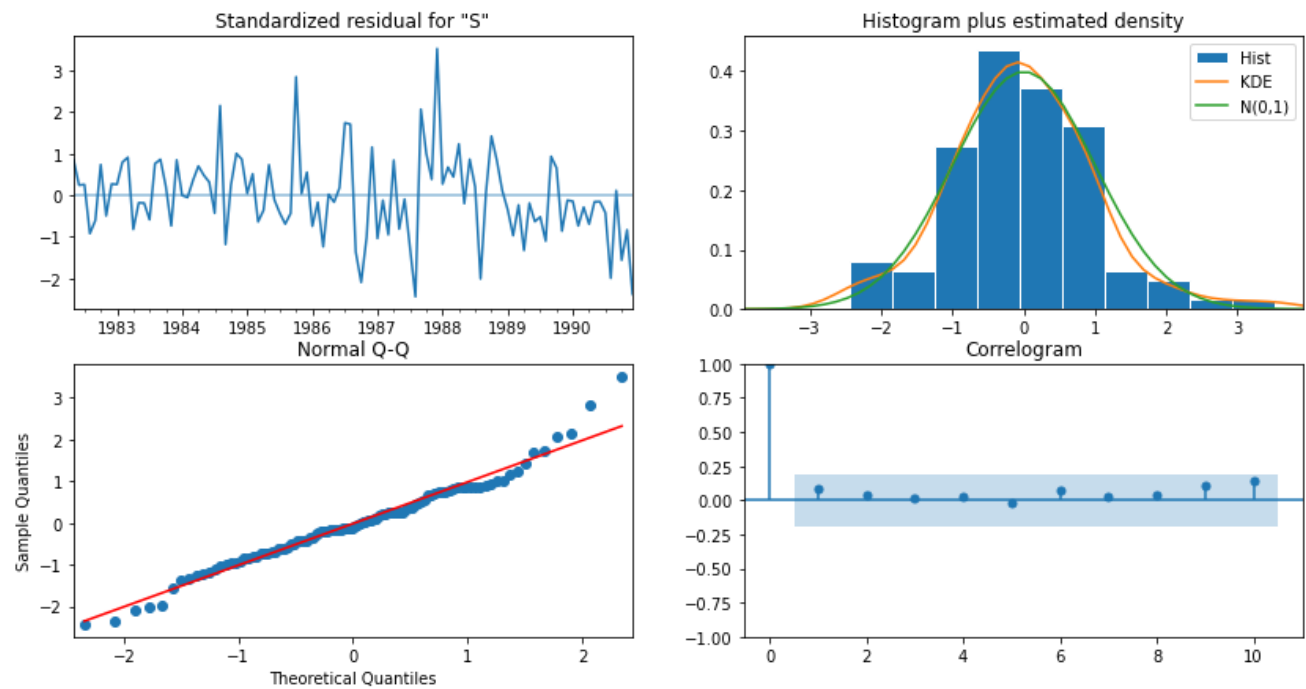 Standardized residual for "S"
3
2
1
0
−1
−2
1983 1984 1985 1986 1987 1988 1989 1990
Histogram plus estimated density
0.4
0.3
0.2
0.1
0.0
−3 −2 −1 0 1 2 3
Hist
KDE
N(0,1)
Normal Q-Q
Sample Quantiles
3
2
1
0
−1
−2
−2 −1 0 1 2
Theoretical Quantiles
Correlogram
1.00
0.75
0.50
0.25
0.00
−0.25
−0.50
−0.75
−1.00
0 2 4 6 8 10